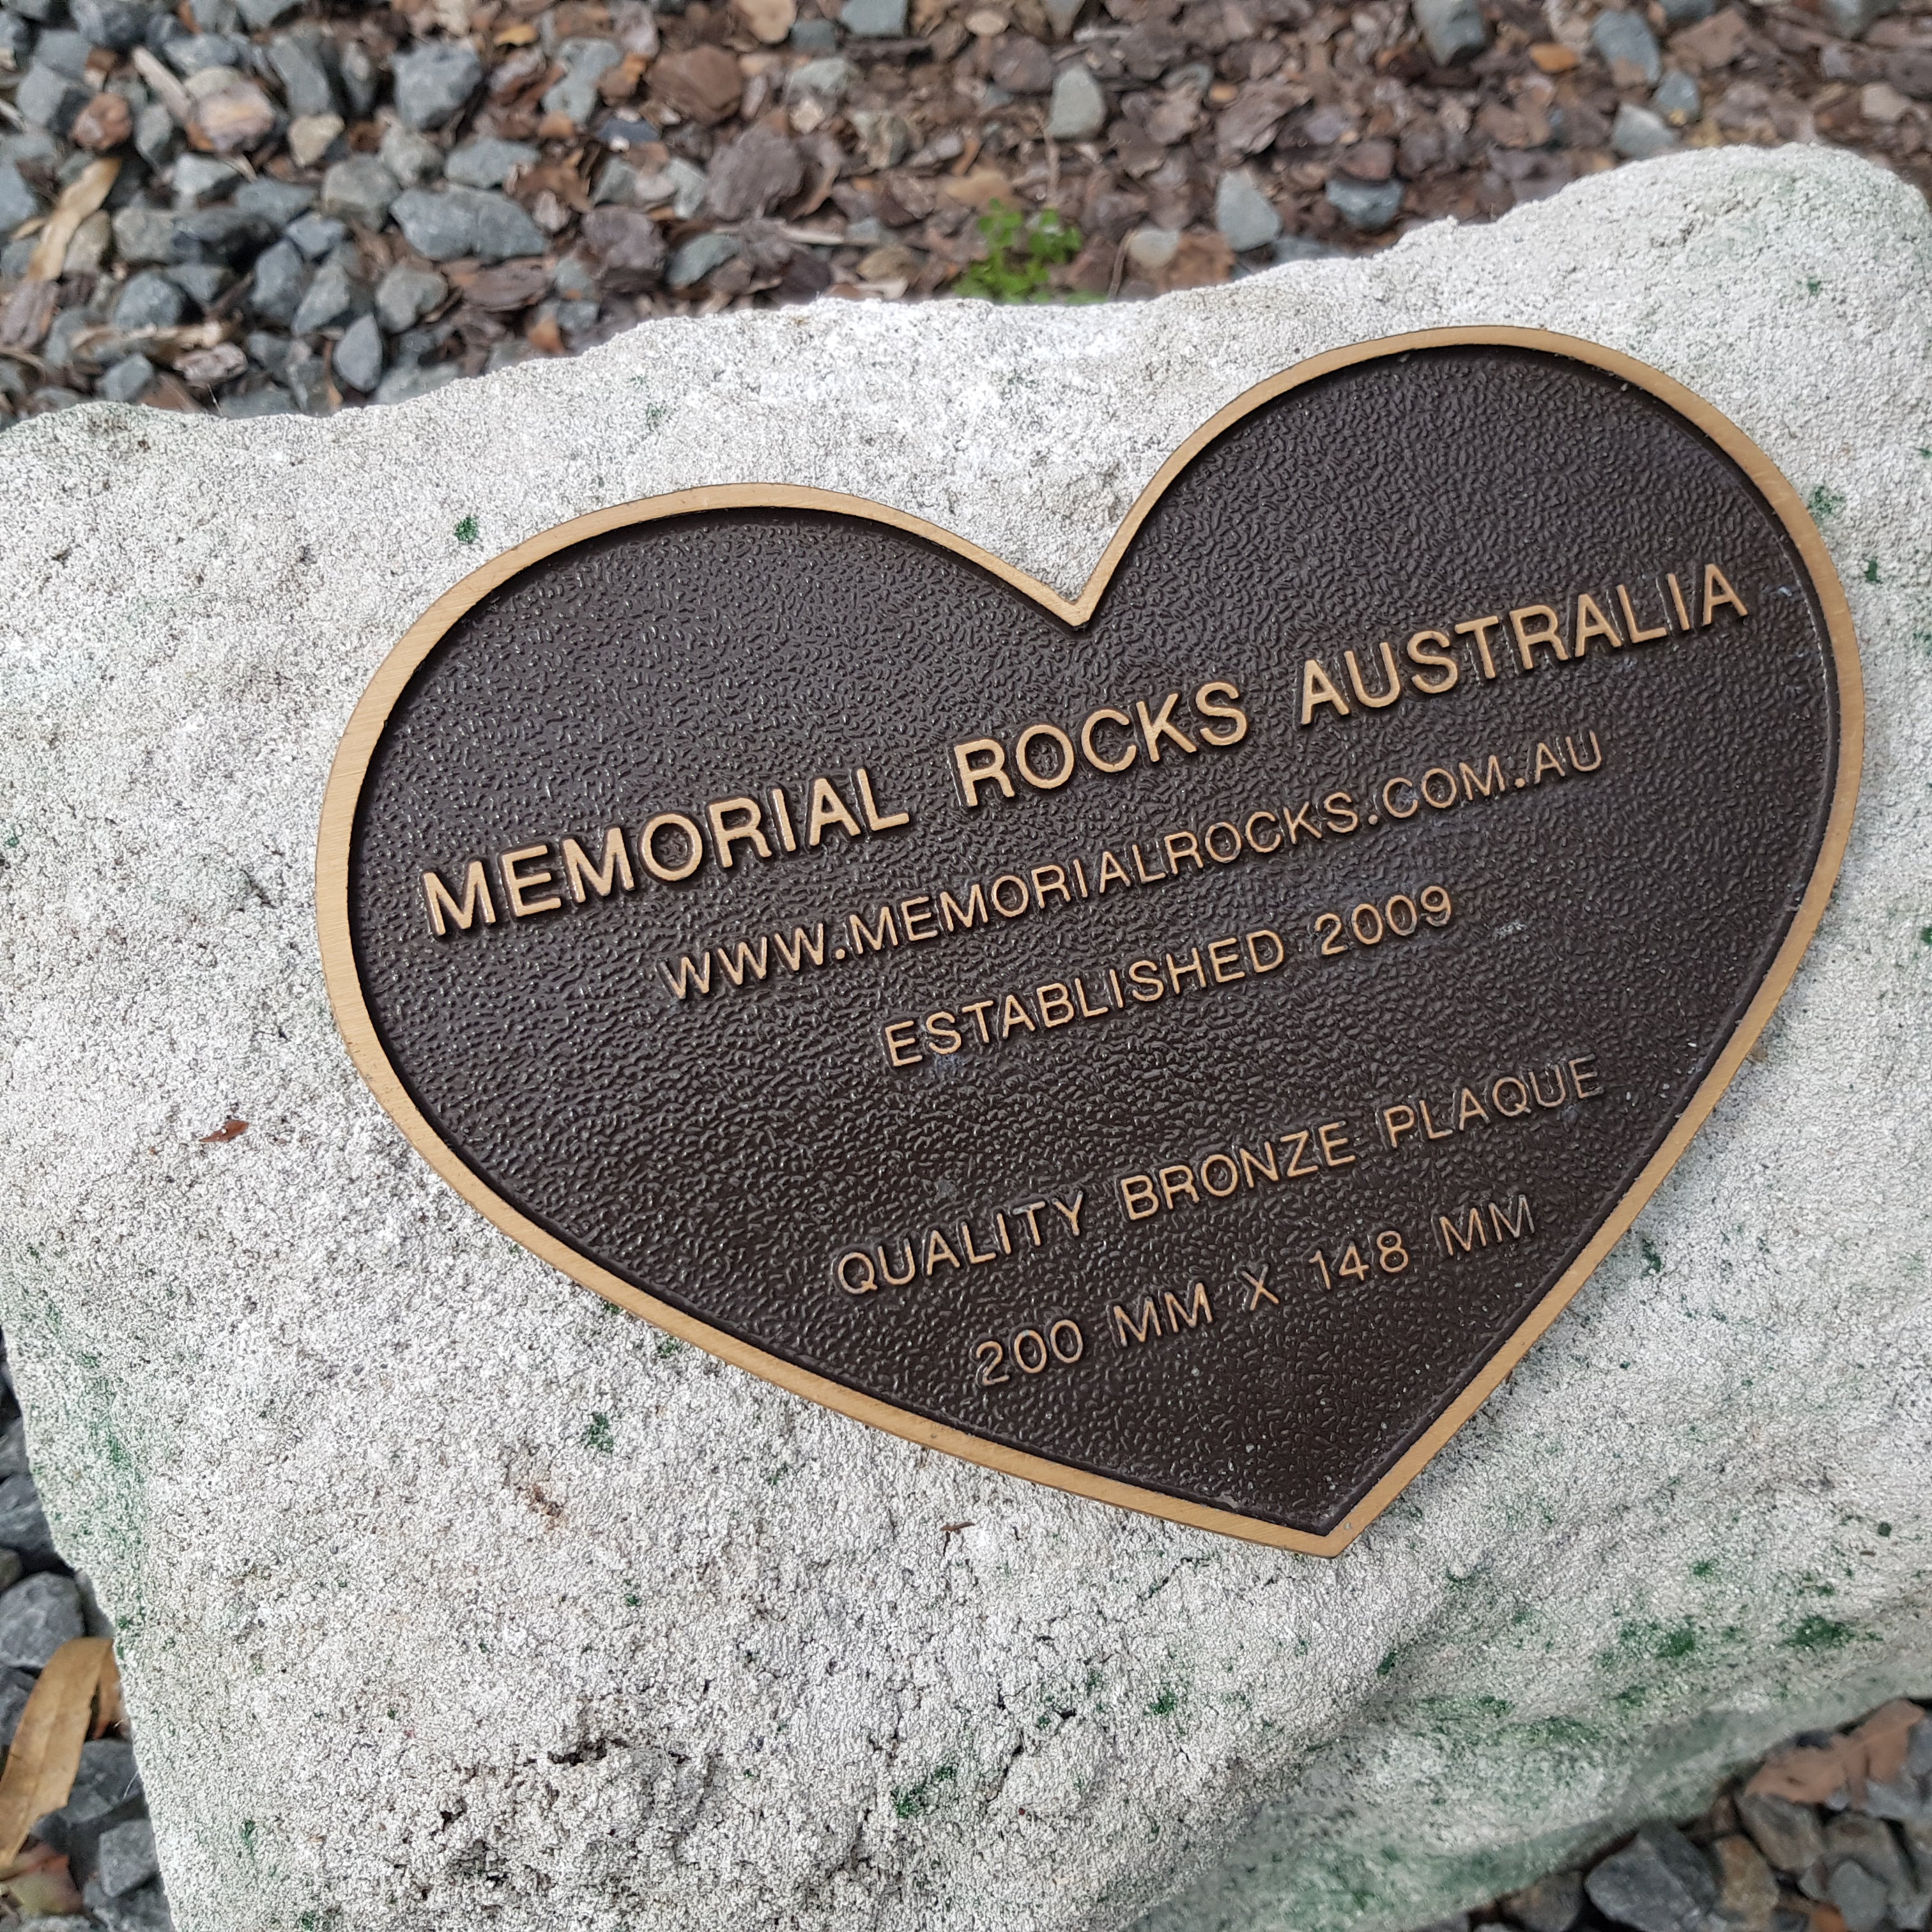 MEMORIAL ROCKS AUSTRALIA
WWW.MEMORIALROCKS.COM.AU
ESTABLISHED 2009
QUALITY BRONZE PLAQUE
200 MM X 148 MM